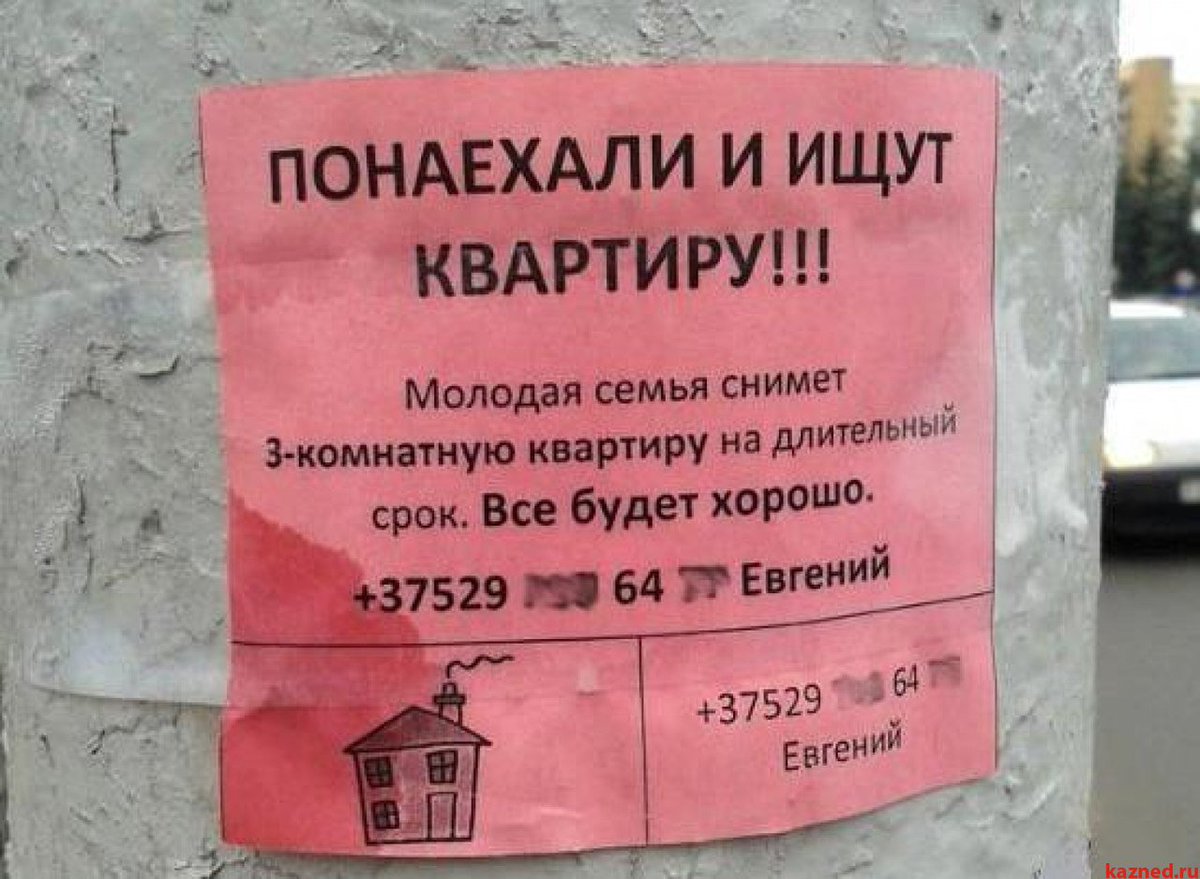 ПОНАЕХАЛИ И ИЩУТ
КВАРТИРУ!!!
Молодая семья снимет
3-комнатную квартиру на длительный
срок. Все будет хорошо.
+37529 64 Евгений
+37529 64
Евгений
kazned.ru